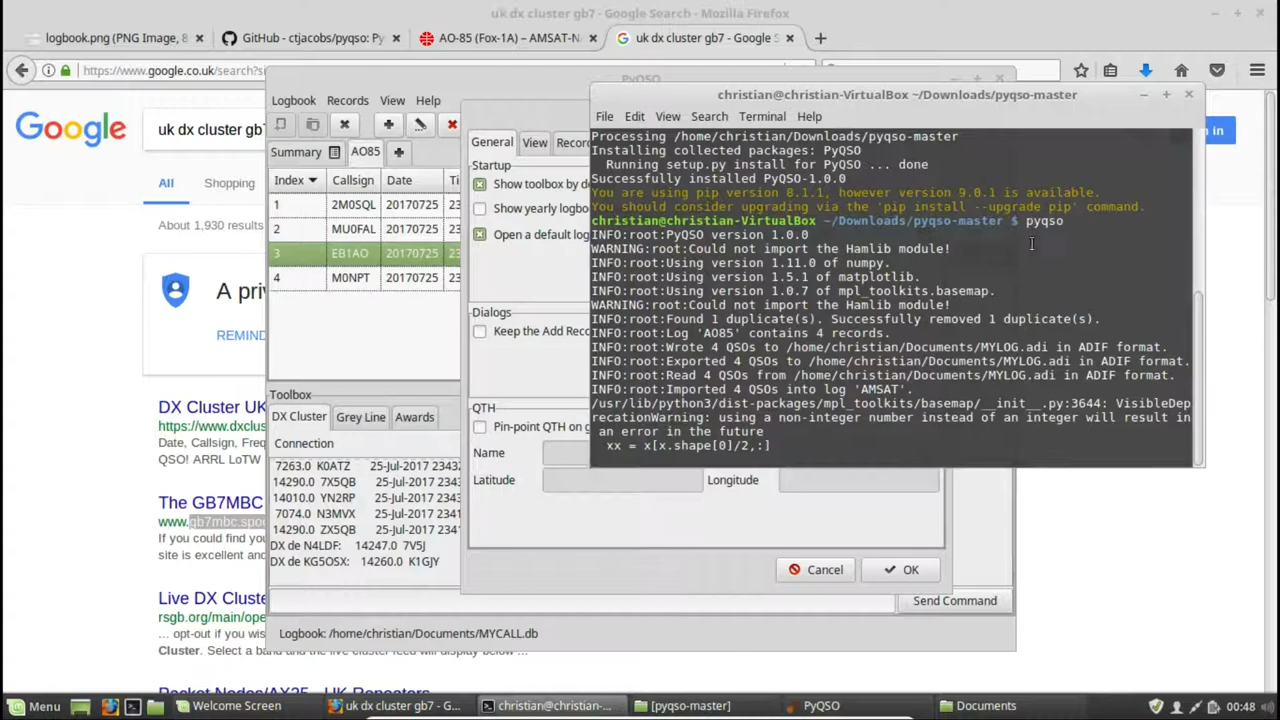 uk dx cluster gb7 - Google Search - Mozilla Firefox
logbook.png (PNG Image, 8
GitHub - ctjacobs/pyqso: Py
AO-85 (Fox-1A) – AMSAT-N
uk dx cluster gb7 - Google S
https://www.google.co.uk/search?
PyQSO
Google
uk dx cluster gb7
in
All
Shopping
About 1,930 results
A
REMIND
DX Cluster UK
https://www.dxclus
Date, Callsign, Fre
QSO! ARRL LoTW
The GB7MBC
www.gb7mbc.spoo
If you could find you
site is excellent and
Live DX Cluster
rsgb.org/main/ope
... opt-out if you wis
Cluster. Select a band and the live cluster feed will display below ...
Packet Nodes/AX25 - UK Repeaters
Logbook Records View Help
Summary AO85
Index Callsign Date
1 2M0SQL 20170725 23
2 MU0FAL 20170725 23
3 EB1AO 20170725 23
4 M0NPT 20170725 23
Toolbox
DX Cluster Grey Line Awards
Connection
7263.0 K0ATZ 25-Jul-2017 2343
14290.0 7X5QB 25-Jul-2017 2343
14010.0 YN2RP 25-Jul-2017 2342
7074.0 N3MVX 25-Jul-2017 2341
14290.0 ZX5QB 25-Jul-2017 2341
DX de N4LDF: 14247.0 7V5J
DX de KG5OSX: 14260.0 K1GJY
Send Command
Logbook: /home/christian/Documents/MYCALL.db
General View Recor
Startup
Show toolbox by d
Show yearly logbo
Open a default log
Dialogs
Keep the Add Reco
QTH
Pin-point QTH on g
Name
Latitude Longitude
Cancel OK
christian@christian-VirtualBox ~/Downloads/pyqso-master
File Edit View Search Terminal Help
Processing /home/christian/Downloads/pyqso-master
Installing collected packages: PyQSO
Running setup.py install for PyQSO ... done
Successfully installed PyQSO-1.0.0
You are using pip version 8.1.1, however version 9.0.1 is available.
You should consider upgrading via the 'pip install --upgrade pip' command.
christian@christian-VirtualBox ~/Downloads/pyqso-master $ pyqso
INFO:root:PyQSO version 1.0.0
WARNING:root:Could not import the Hamlib module!
INFO:root:Using version 1.11.0 of numpy.
INFO:root:Using version 1.5.1 of matplotlib.
INFO:root:Using version 1.0.7 of mpl_toolkits.basemap.
WARNING:root:Could not import the Hamlib module!
INFO:root:Found 1 duplicate(s). Successfully removed 1 duplicate(s).
INFO:root:Log 'AO85' contains 4 records.
INFO:root:Wrote 4 QSOs to /home/christian/Documents/MYLOG.adi in ADIF format.
INFO:root:Exported 4 QSOs to /home/christian/Documents/MYLOG.adi in ADIF format.
INFO:root:Read 4 QSOs from /home/christian/Documents/MYLOG.adi in ADIF format.
INFO:root:Imported 4 QSOs into log 'AMSAT'.
/usr/lib/python3/dist-packages/mpl_toolkits/basemap/__init__.py:3644: VisibleDep
recationWarning: using a non-integer number instead of an integer will result in
an error in the future
xx = x[x.shape[0]/2,:]
Menu
Welcome Screen
uk dx cluster gb7 - G...
christian@christian-...
[pyqso-master]
PyQSO
Documents
00:48